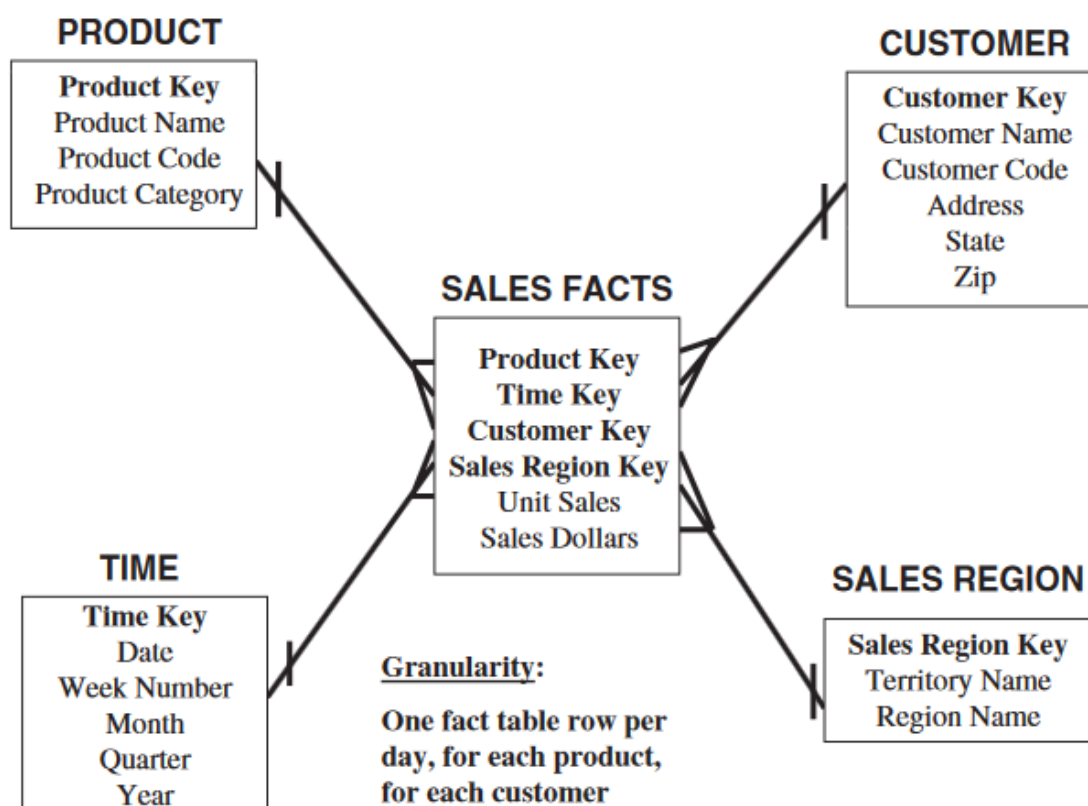 PRODUCT
Product Key
Product Name
Product Code
Product Category
CUSTOMER
Customer Key
Customer Name
Customer Code
Address
State
Zip
SALES FACTS
Product Key
Time Key
Customer Key
Sales Region Key
Unit Sales
Sales Dollars
TIME
Time Key
Date
Week Number
Month
Quarter
Year
Granularity:
One fact table row per
day, for each product,
for each customer
SALES REGION
Sales Region Key
Territory Name
Region Name